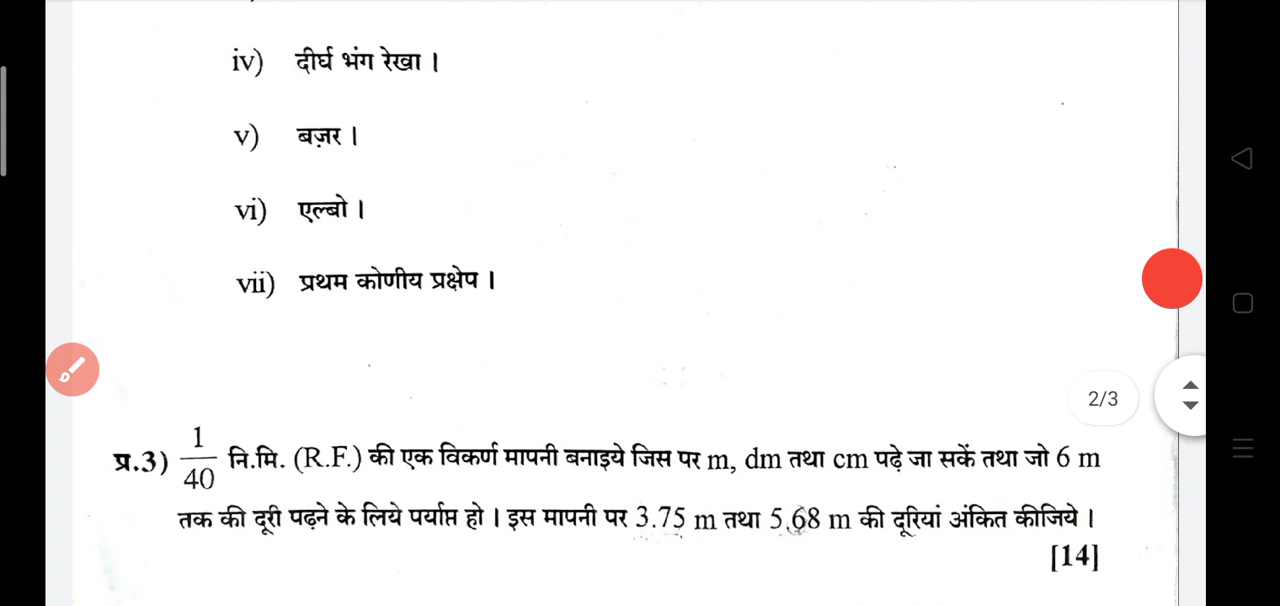 iv) दीर्घ भंग रेखा ।
v) बज़र ।
vi) एल्बो ।
vii) प्रथम कोणीय प्रक्षेप ।
2/3
प्र.3) 1/40 नि.मि. (R.F.) की एक विकर्ण मापनी बनाइये जिस पर m, dm तथा cm पढ़े जा सकें तथा जो 6 m
तक की दूरी पढ़ने के लिये पर्याप्त हो । इस मापनी पर 3.75 m तथा 5.68 m की दूरियां अंकित कीजिये ।
[14]